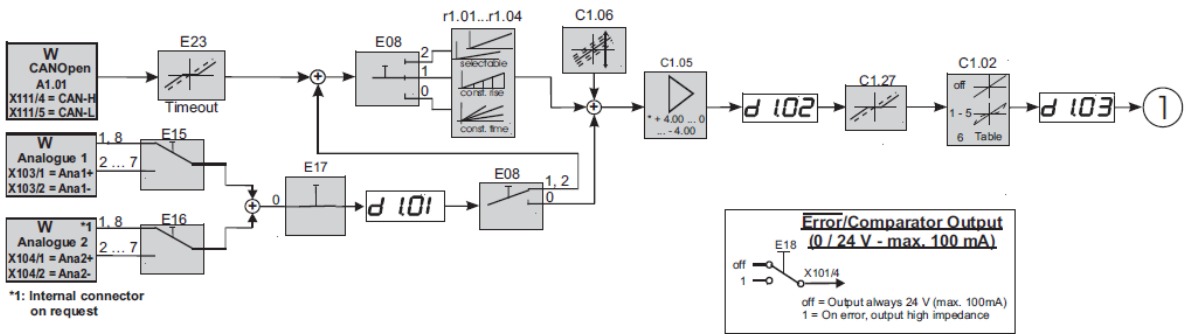 W
CANOpen
A1.01
X111/4 = CAN-H
X111/5 = CAN-L
E23
Timeout
E08
2
1
0
r1.01...r1.04
selectable
const. rise
const. time
C1.06
C1.05
* + 4.00 ... 0
... - 4.00
d 1.02
C1.27
C1.02
off
1 - 5
6 Table
d 1.03
1
W
Analogue 1
X103/1 = Ana1+
X103/2 = Ana1-
1, 8
2 ... 7
E15
W *1
Analogue 2
X104/1 = Ana2+
X104/2 = Ana2-
1, 8
2 ... 7
E16
*1: Internal connector
on request
0
E17
d 1.01
E08
1, 2
0
Error/Comparator Output
(0 / 24 V - max. 100 mA)
E18
off
1
X101/4
off = Output always 24 V (max. 100mA)
1 = On error, output high impedance